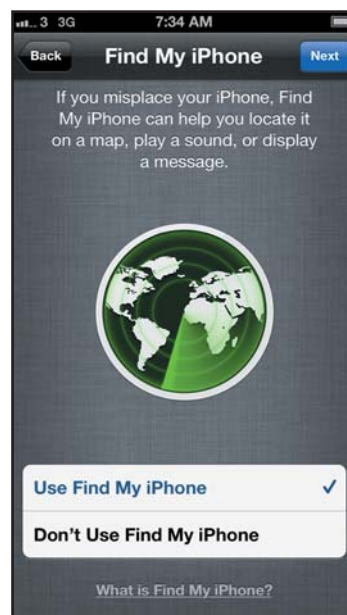 3 3G 7:34 AM
Back Find My iPhone Next
If you misplace your iPhone, Find
My iPhone can help you locate it
on a map, play a sound, or display
a message.
Use Find My iPhone ✓
Don't Use Find My iPhone
What is Find My iPhone?